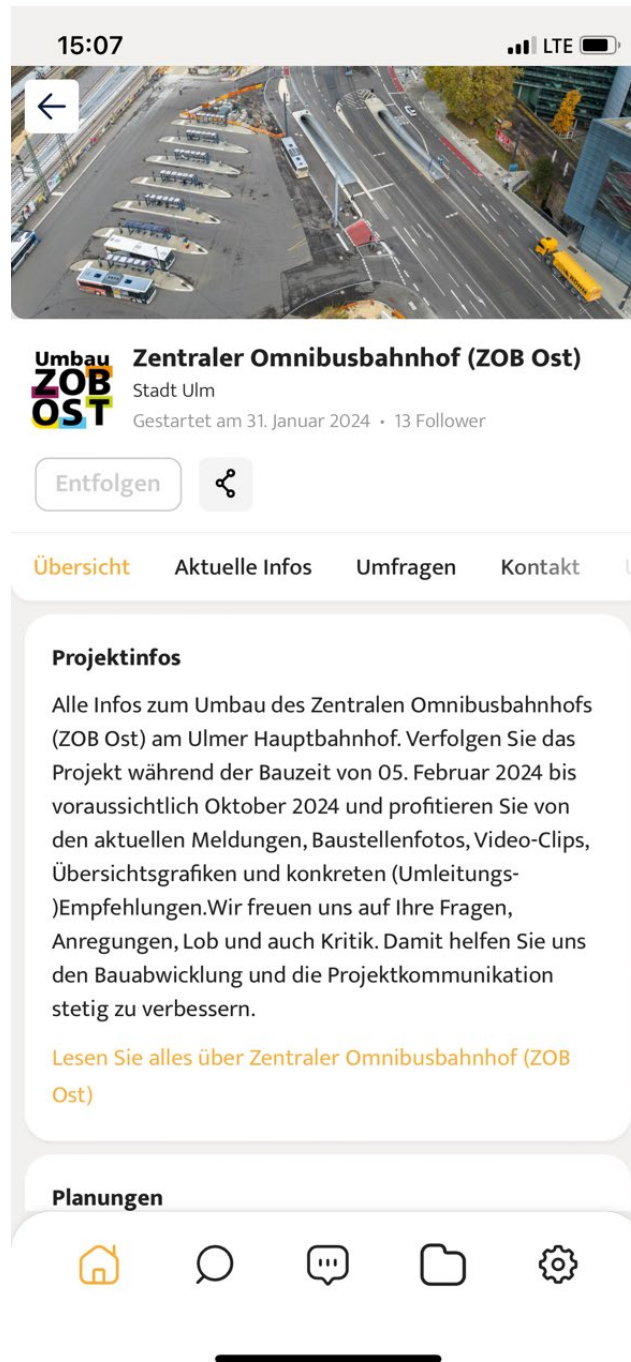 15:07
LTE
Umbau
ZOB
OST
Zentraler Omnibusbahnhof (ZOB Ost)
Stadt Ulm
Gestartet am 31. Januar 2024 • 13 Follower
Entfolgen
Übersicht Aktuelle Infos Umfragen Kontakt
Projektinfos
Alle Infos zum Umbau des Zentralen Omnibusbahnhofs
(ZOB Ost) am Ulmer Hauptbahnhof. Verfolgen Sie das
Projekt während der Bauzeit von 05. Februar 2024 bis
voraussichtlich Oktober 2024 und profitieren Sie von
den aktuellen Meldungen, Baustellenfotos, Video-Clips,
Übersichtsgrafiken und konkreten (Umleitungs-
)Empfehlungen.Wir freuen uns auf Ihre Fragen,
Anregungen, Lob und auch Kritik. Damit helfen Sie uns
den Bauabwicklung und die Projektkommunikation
stetig zu verbessern.
Lesen Sie alles über Zentraler Omnibusbahnhof (ZOB
Ost)
Planungen